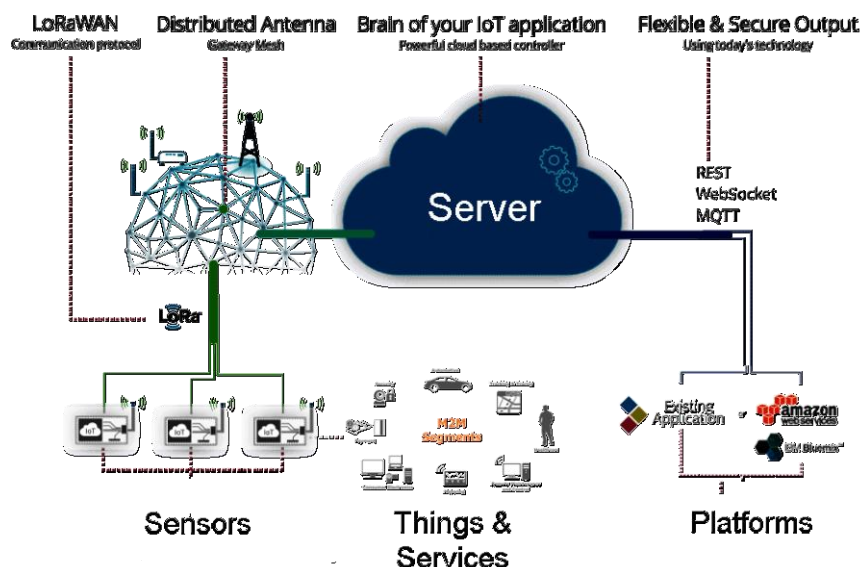 LoRaWAN
Communication protocol
Distributed Antenna
Gateway Mesh
Brain of your IoT application
Powerful cloud based controller
Flexible & Secure Output
Using today's technology
Server
REST
WebSocket
MQTT
LoRa
IoT
IoT
IoT
M2M
Segments
Existing
Application
or
amazon
web services
Sensors
Things &
Services
Platforms